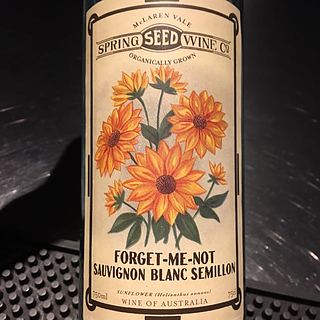 McLAREN VALE
SPRING SEED WINE Co
ORGANICALLY GROWN
FORGET-ME-NOT
SAUVIGNON BLANC SEMILLON
SUNFLOWER (Helianthus annuus)
750ml
WINE OF AUSTRALIA